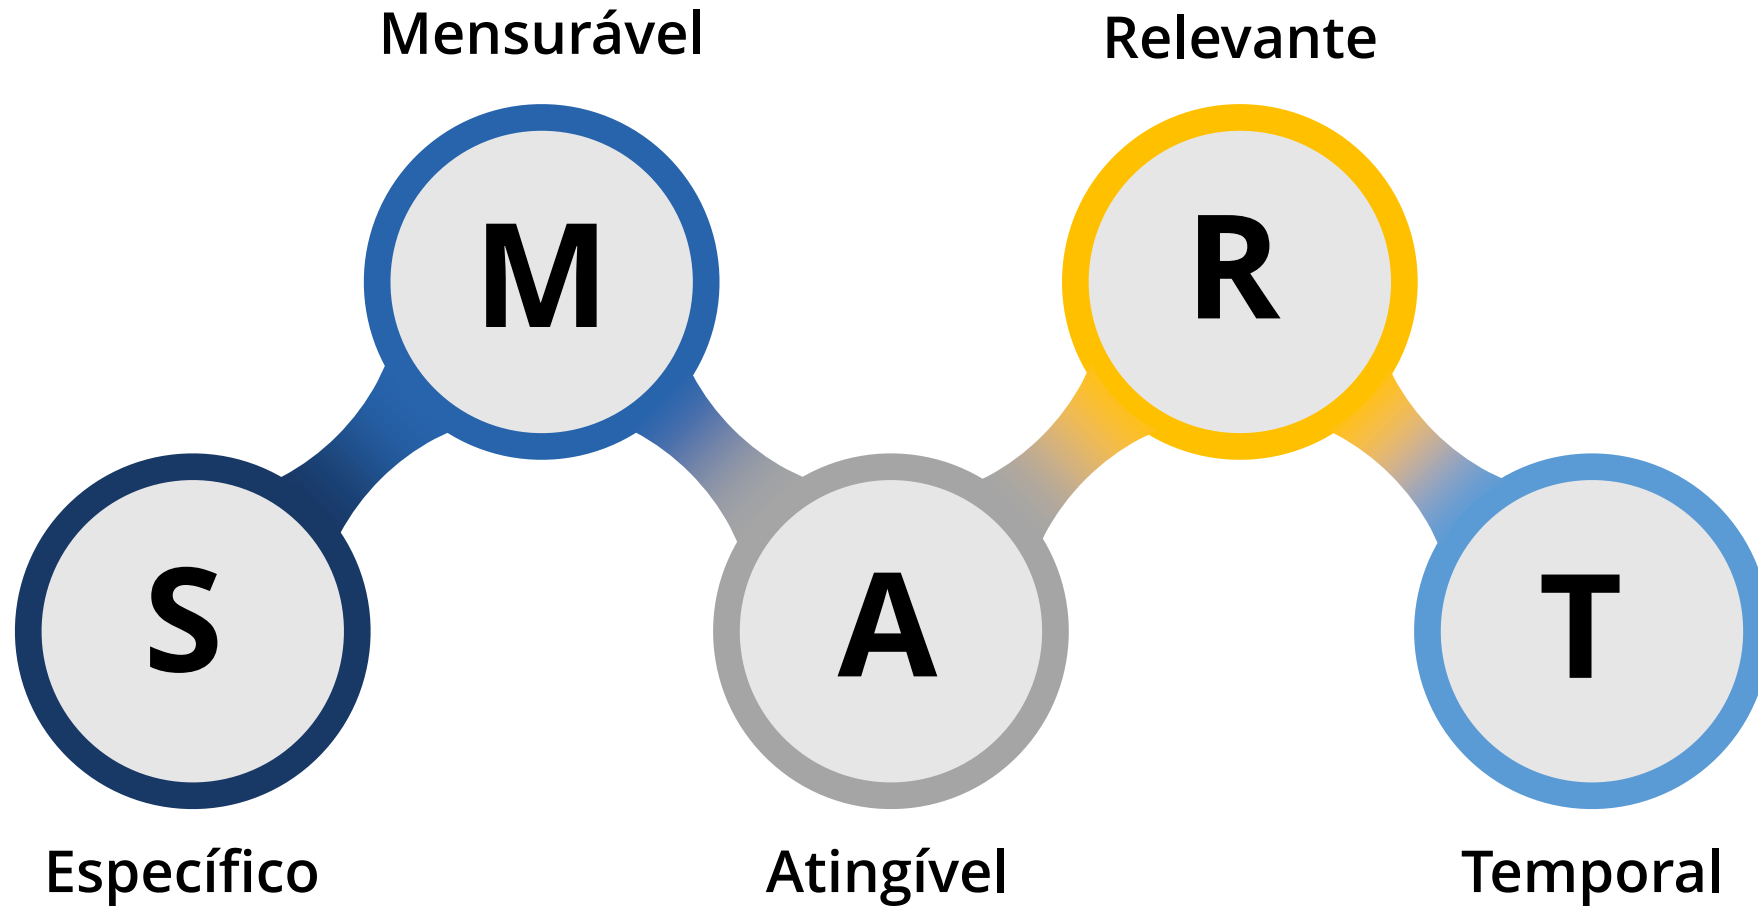 Mensurável
Relevante
M
R
S
A
T
Específico
Atingível
Temporal